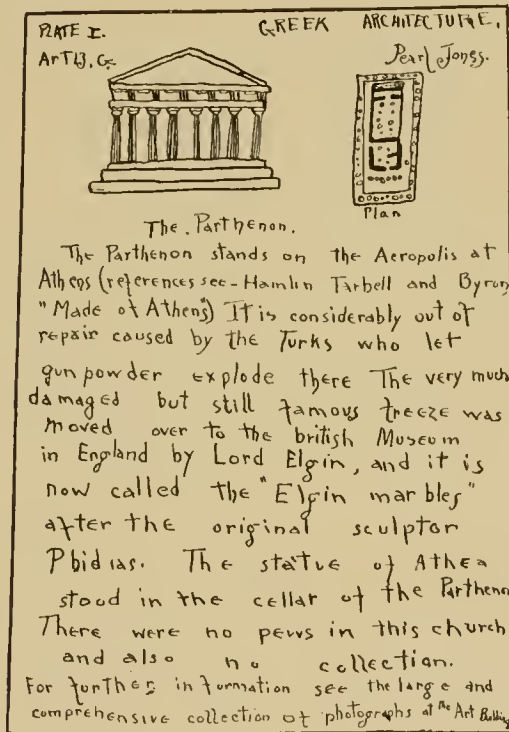 PLATE I. GREEK ARCHITECTURE.
ART 13, G. Pearl Jones.
Plan
The. Parthenon.
The Parthenon stands on the Acropolis at
Athens (references see - Hamlin Tarbell and Byron
"Made of Athens") It is considerably out of
repair caused by the Turks who let
gunpowder explode there The very much
damaged but still famous freeze was
moved over to the british Museum
in England by Lord Elgin, and it is
now called the "Elgin marbles"
after the original sculptor
Phidias. The statue of Athea
stood in the cellar of the Parthenon
There were no pews in this church
and also no collection.
For further information see the large and
comprehensive collection of photographs at the Art Building